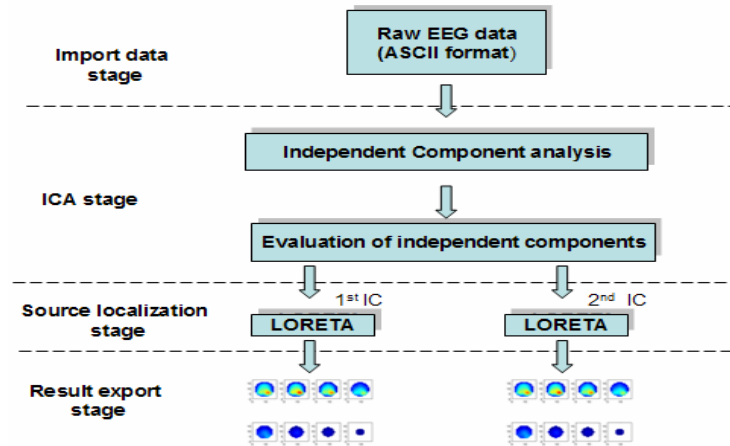 Raw EEG data
(ASCII format)
Import data
stage
Independent Component analysis
ICA stage
Evaluation of independent components
1st IC
2nd IC
Source localization
stage
LORETA
LORETA
Result export
stage